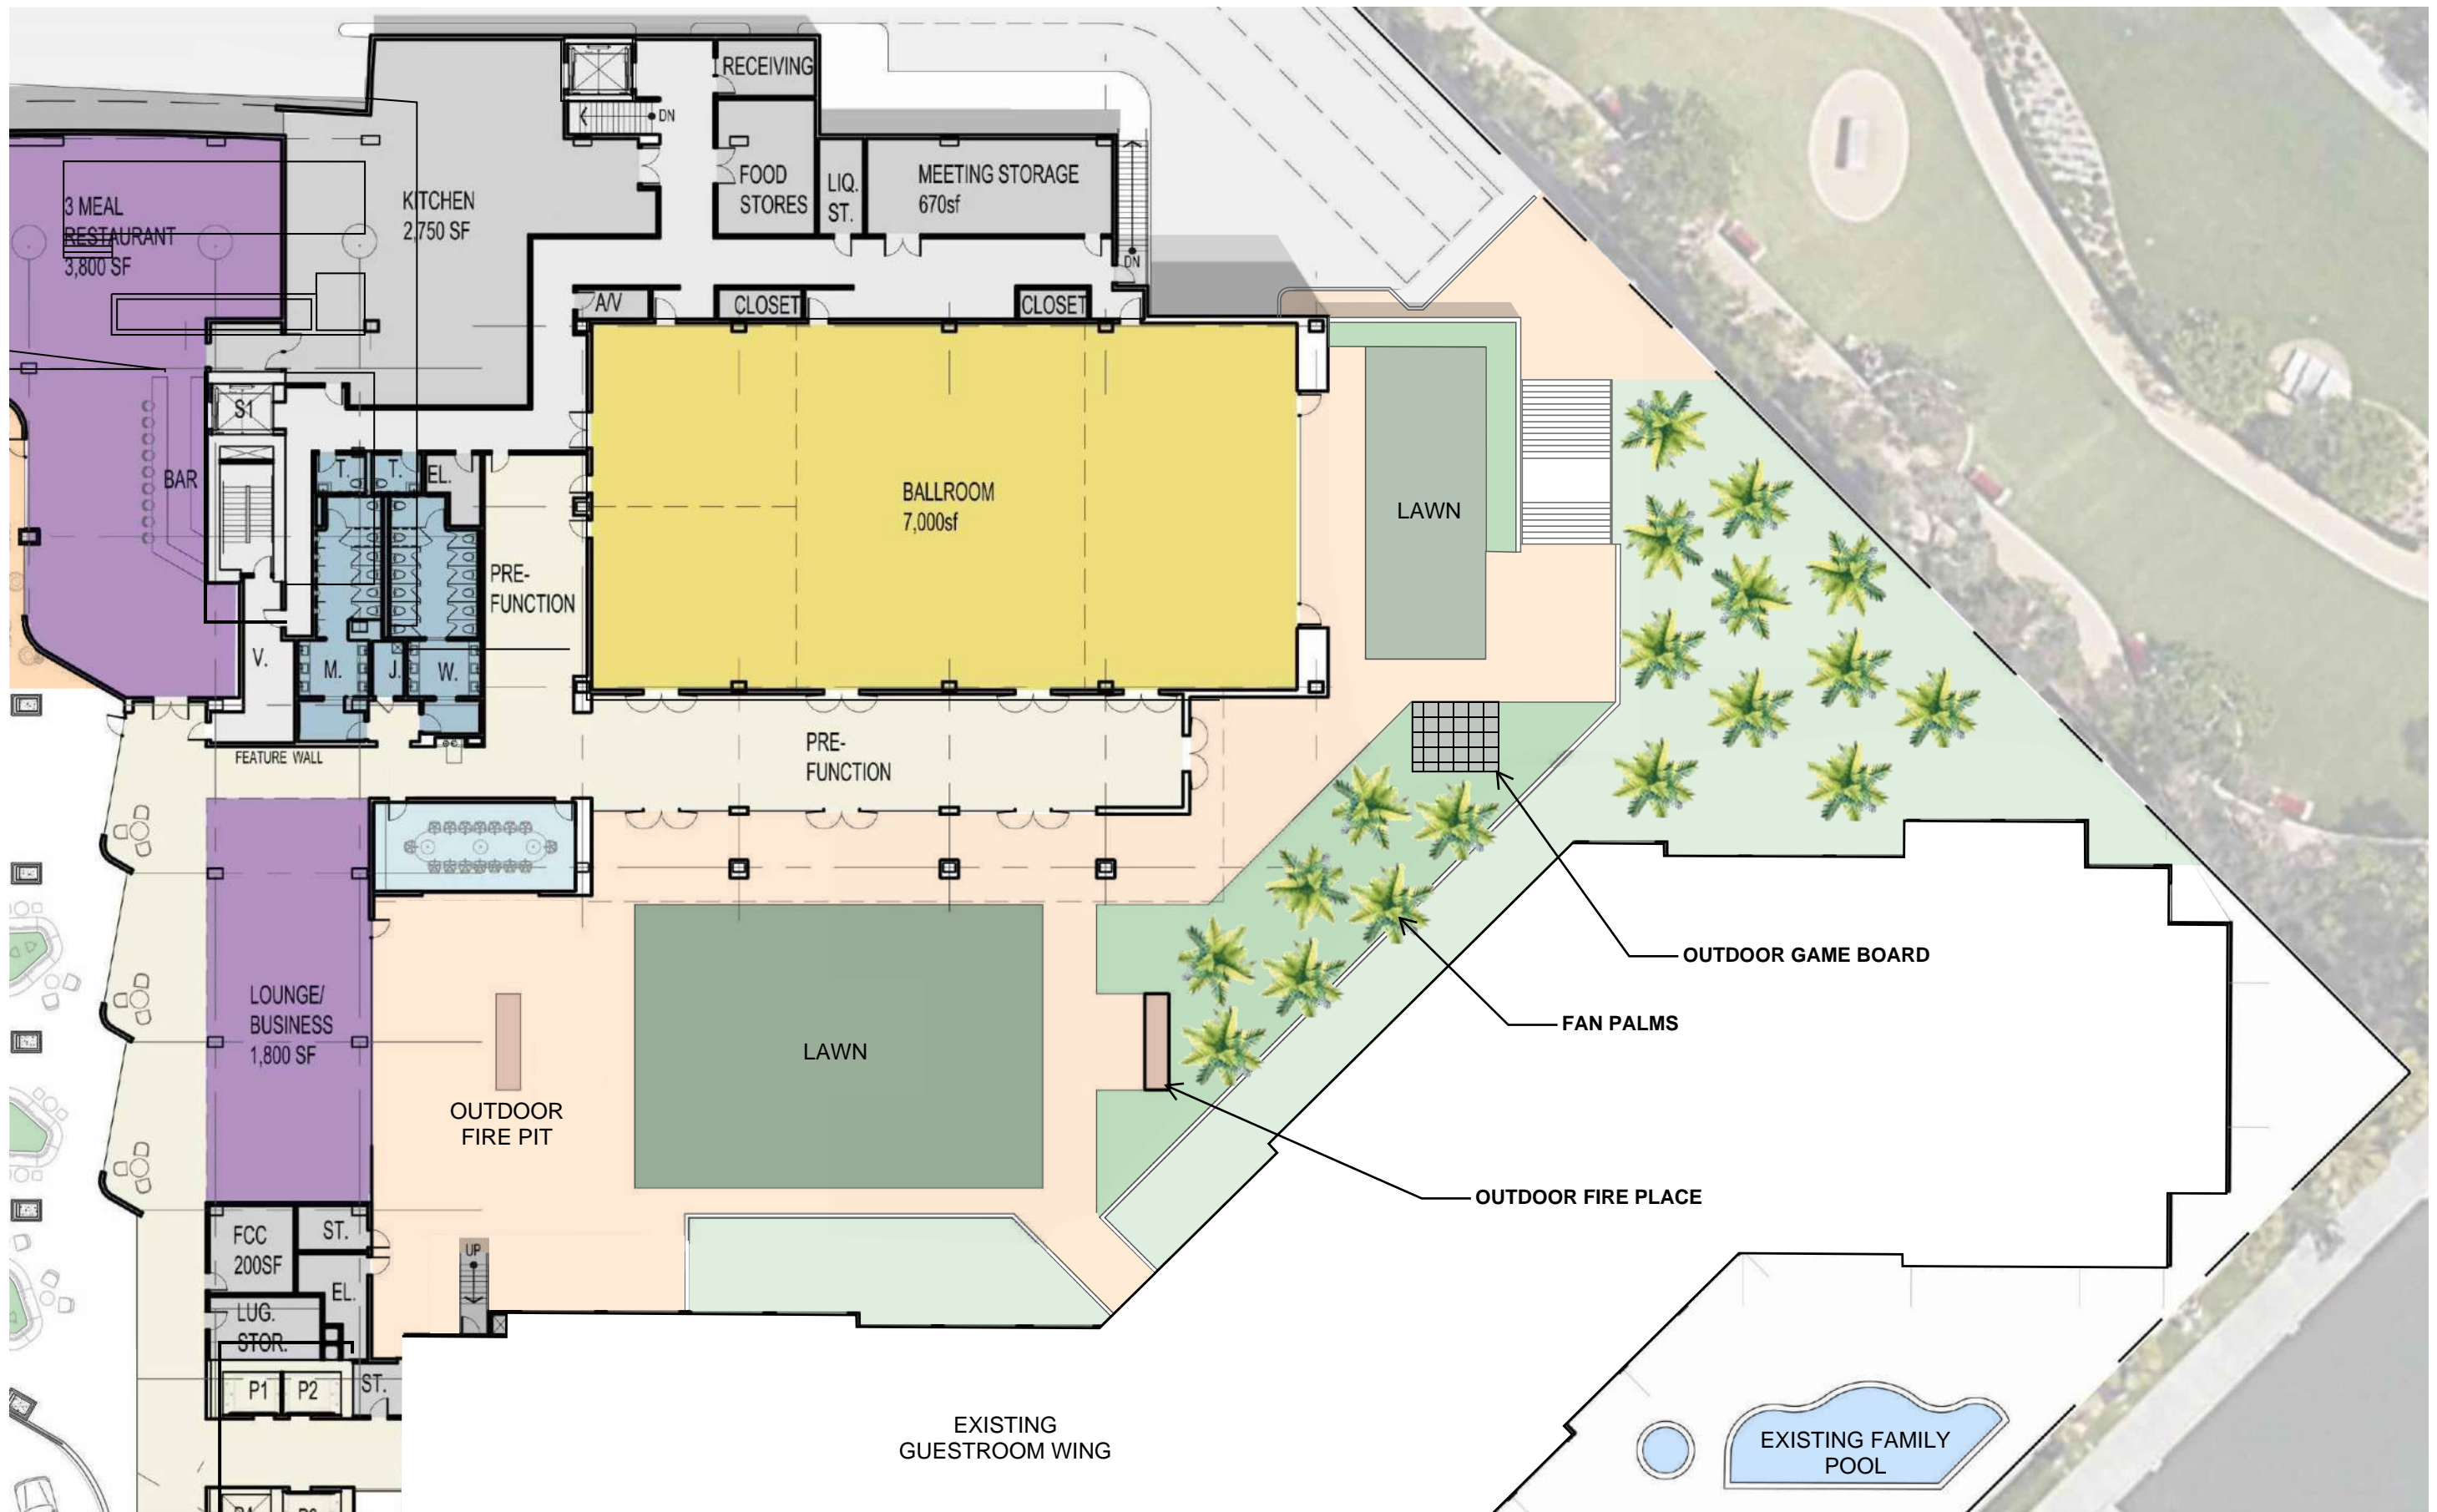 RECEIVING
DN
3 MEAL
RESTAURANT
3,800 SF
KITCHEN
2,750 SF
FOOD
STORES
LIQ.
ST.
MEETING STORAGE
670sf
DN
A/V
CLOSET
CLOSET
S1
BAR
T.
T.
EL.
BALLROOM
7,000sf
LAWN
PRE-
FUNCTION
V.
M.
J.
W.
FEATURE WALL
PRE-
FUNCTION
OUTDOOR GAME BOARD
FAN PALMS
LOUNGE/
BUSINESS
1,800 SF
LAWN
OUTDOOR
FIRE PIT
OUTDOOR FIRE PLACE
FCC
200SF
ST.
UP
EL.
LUG.
STOR.
P1
P2
ST.
EXISTING
GUESTROOM WING
EXISTING FAMILY
POOL